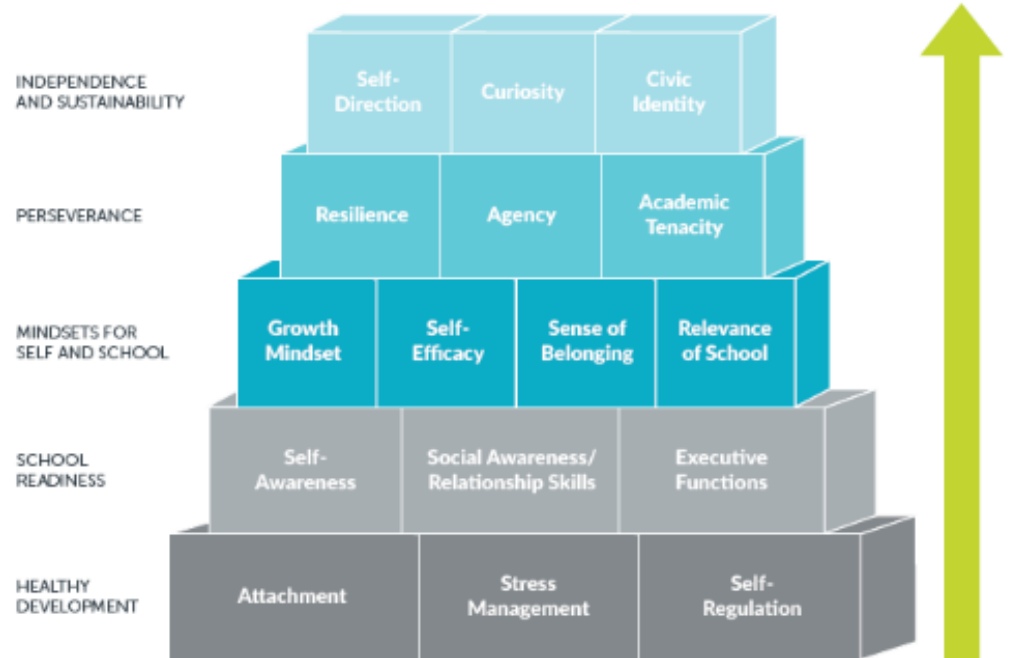 INDEPENDENCE
AND SUSTAINABILITY
Self-
Direction
Curiosity
Civic
Identity
PERSEVERANCE
Resilience
Agency
Academic
Tenacity
MINDSETS FOR
SELF AND SCHOOL
Growth
Mindset
Self-
Efficacy
Sense of
Belonging
Relevance
of School
SCHOOL
READINESS
Self-
Awareness
Social Awareness/
Relationship Skills
Executive
Functions
HEALTHY
DEVELOPMENT
Attachment
Stress
Management
Self-
Regulation